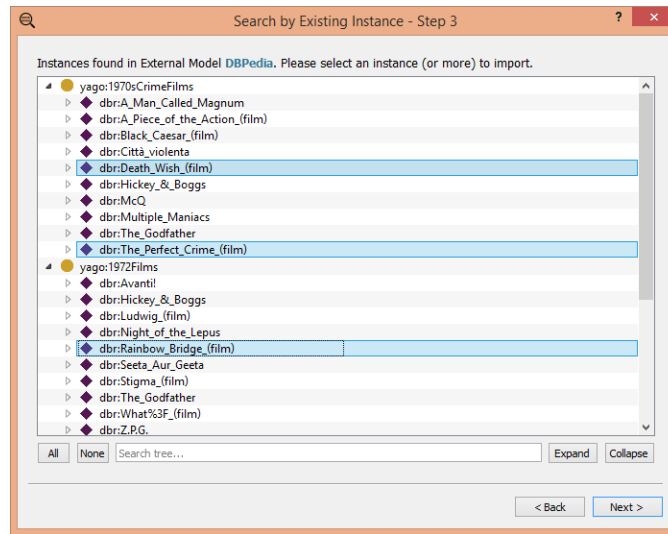 Search by Existing Instance - Step 3
?
×
Instances found in External Model DBPedia. Please select an instance (or more) to import.
yago:1970sCrimeFilms
dbr:A_Man_Called_Magnum
dbr:A_Piece_of_the_Action_(film)
dbr:Black_Caesar_(film)
dbr:Città_violenta
dbr:Death_Wish_(film)
dbr:Hickey_&_Boggs
dbr:McQ
dbr:Multiple_Maniacs
dbr:The_Godfather
dbr:The_Perfect_Crime_(film)
yago:1972Films
dbr:Avanti!
dbr:Hickey_&_Boggs
dbr:Ludwig_(film)
dbr:Night_of_the_Lepus
dbr:Rainbow_Bridge_(film)
dbr:Seeta_Aur_Geeta
dbr:Stigma_(film)
dbr:The_Godfather
dbr:What%3F_(film)
dbr:Z.P.G.
All None Search tree... Expand Collapse
< Back Next >